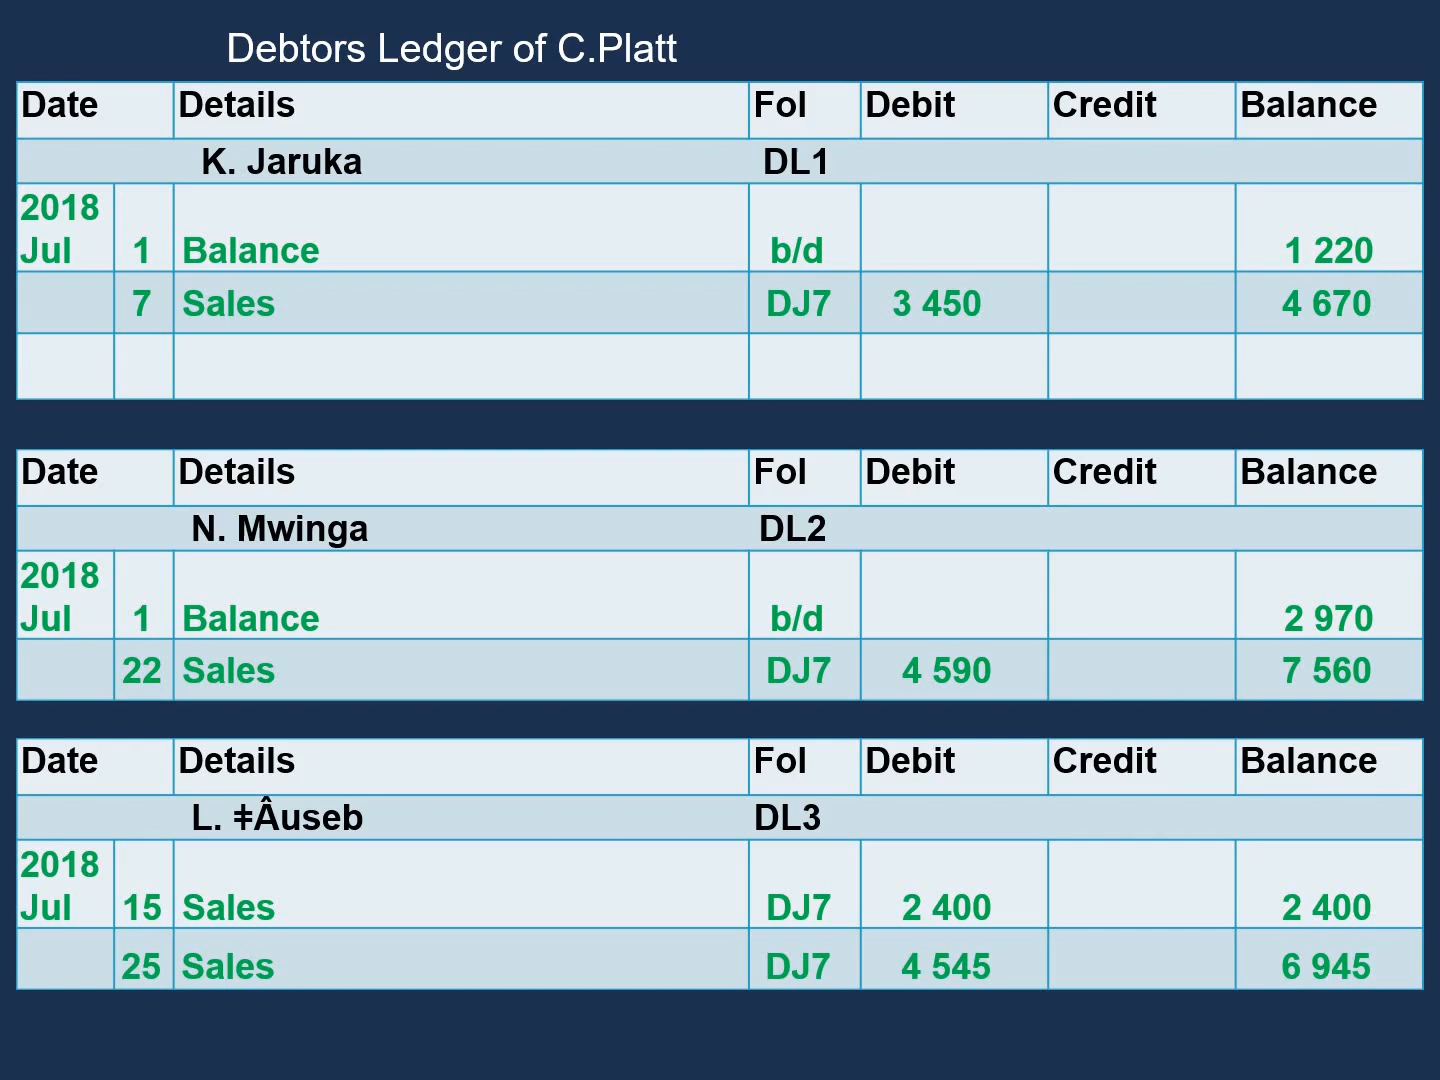 Debtors Ledger of C.Platt
Date Details Fol Debit Credit Balance
K. Jaruka DL1
2018
Jul 1 Balance b/d 1 220
7 Sales DJ7 3 450 4 670
Date Details Fol Debit Credit Balance
N. Mwinga DL2
2018
Jul 1 Balance b/d 2 970
22 Sales DJ7 4 590 7 560
Date Details Fol Debit Credit Balance
L. ǂÂuseb DL3
2018
Jul 15 Sales DJ7 2 400 2 400
25 Sales DJ7 4 545 6 945